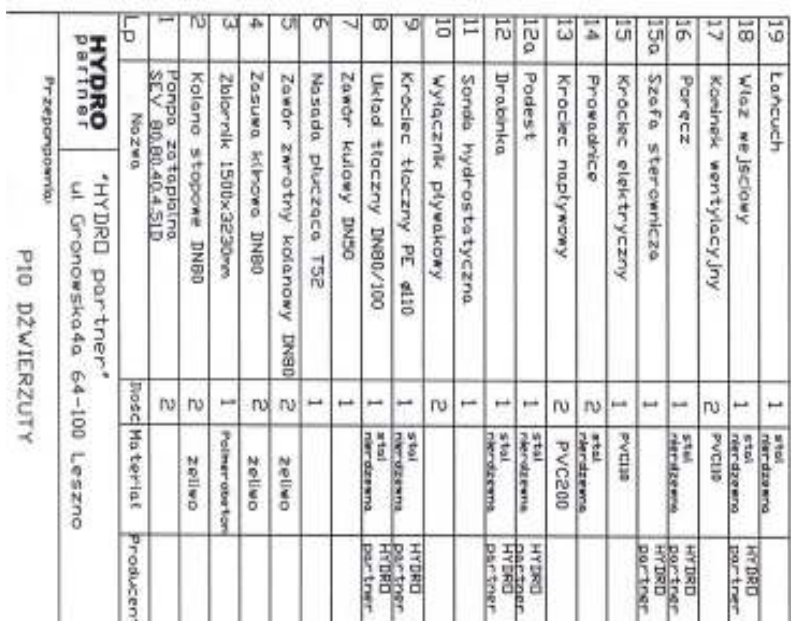 19 Łańcuch 1 stal nierdzewna
18 Właz wejściowy 1 stal nierdzewna HYDRO partner
17 Kominek wentylacyjny 2 PVC110
16 Poręcz 1 stal nierdzewna HYDRO partner
15a Szafa sterownicza 1 HYDRO partner
15 Króciec elektryczny 1 PVC110
14 Prowadnice 2 stal nierdzewna
13 Króciec napływowy 2 PVC200
12a Podest 1 stal nierdzewna HYDRO partner
12 Drabinka 1 stal nierdzewna HYDRO partner
11 Sonda hydrostatyczna 1
10 Wyłącznik pływakowy 2
9 Króciec tłoczny PE ø110 1 stal nierdzewna HYDRO partner
8 Układ tłoczny DN80/100 1 stal nierdzewna HYDRO partner
7 Zawór kulowy DN50 1
6 Nasada płucząca T52 1
5 Zawór zwrotny kolanowy DN80 2 żeliwo
4 Zasuwa klinowa DN80 2 żeliwo
3 Zbiornik 1500x3230mm 1 Polimerobeton
2 Kolano stopowe DN80 2 żeliwo
1 Pompa zatapialna SEV 80.80.40.4.51D 2
Lp Nazwa Ilość Materiał Producent
HYDRO partner
"HYDRO partner"
ul Gronowska4a 64-100 Leszno
Przepompownia:
P10 DŹWIERZUTY